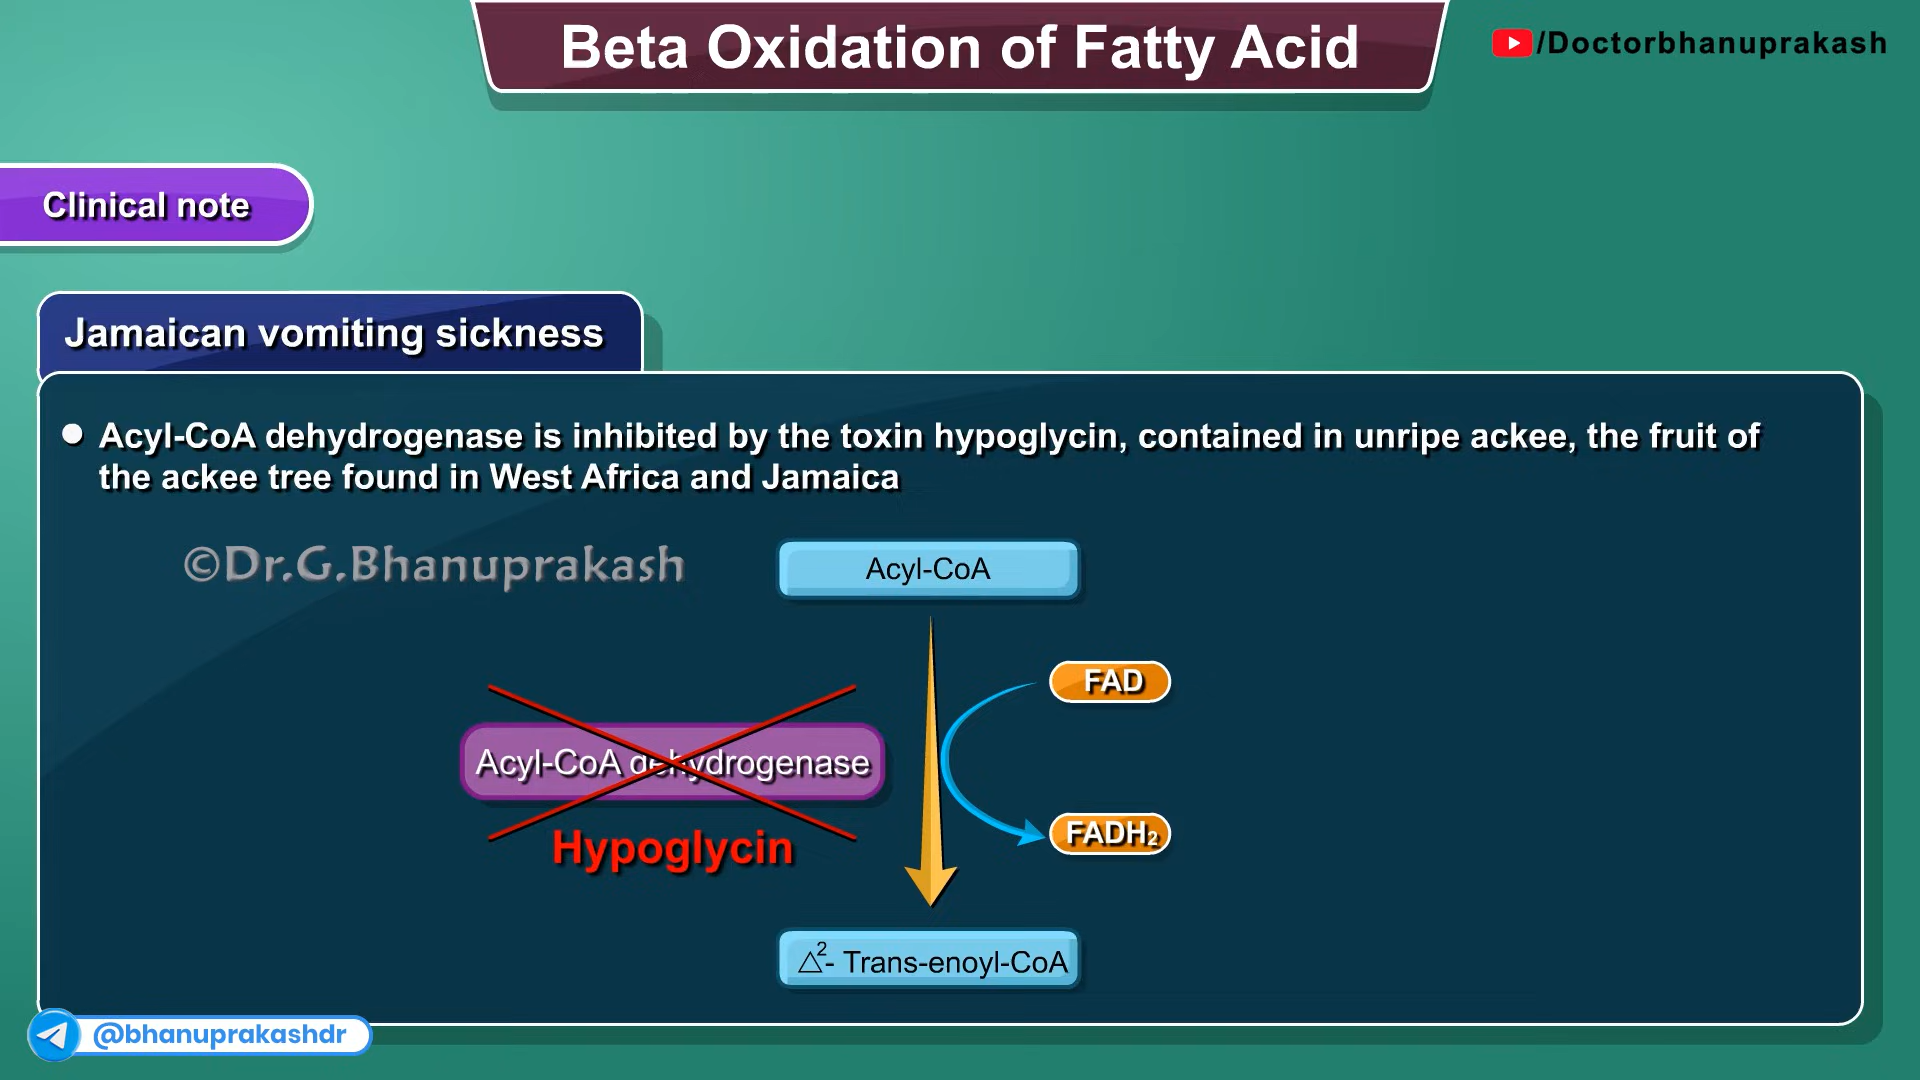 Beta Oxidation of Fatty Acid
/Doctorbhanuprakash
Clinical note
Jamaican vomiting sickness
Acyl-CoA dehydrogenase is inhibited by the toxin hypoglycin, contained in unripe ackee, the fruit of
the ackee tree found in West Africa and Jamaica
©Dr.G.Bhanuprakash
Acyl-CoA
FAD
Acyl-CoA dehydrogenase
FADH₂
Hypoglycin
△²- Trans-enoyl-CoA
@bhanuprakashdr